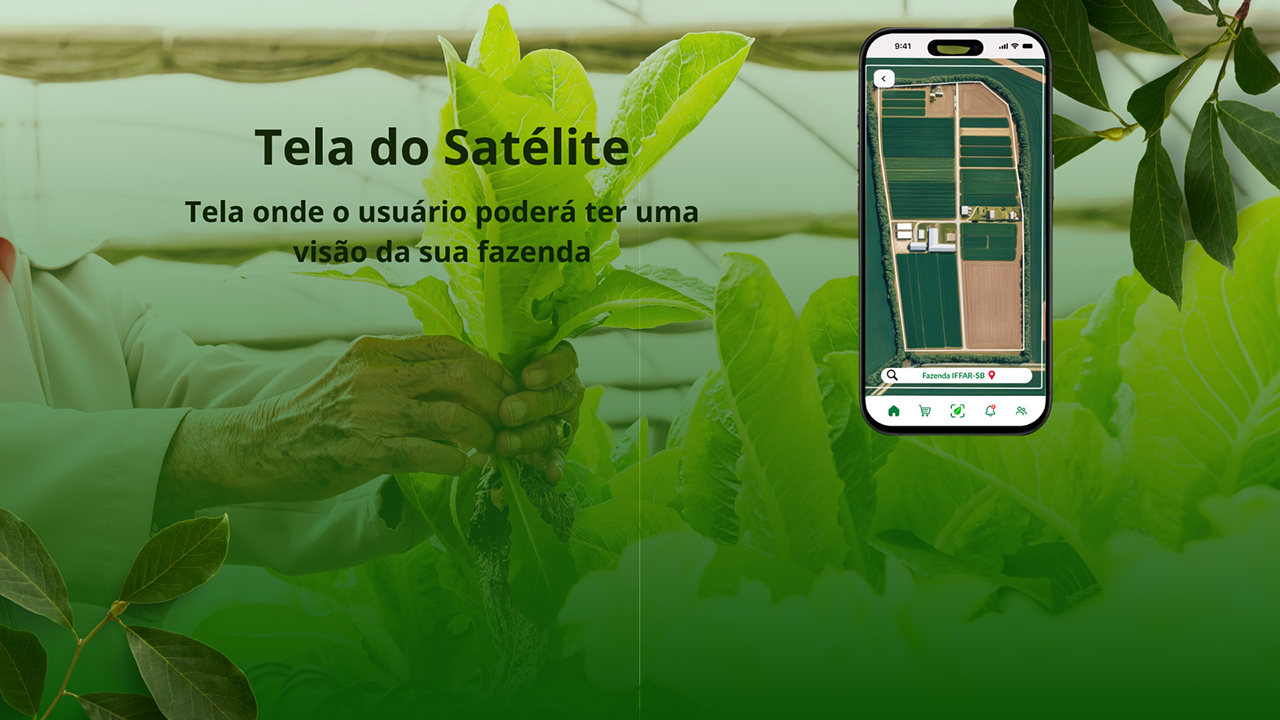 Tela do Satélite
Tela onde o usuário poderá ter uma
visão da sua fazenda
9:41
Fazenda IFFAR-SB